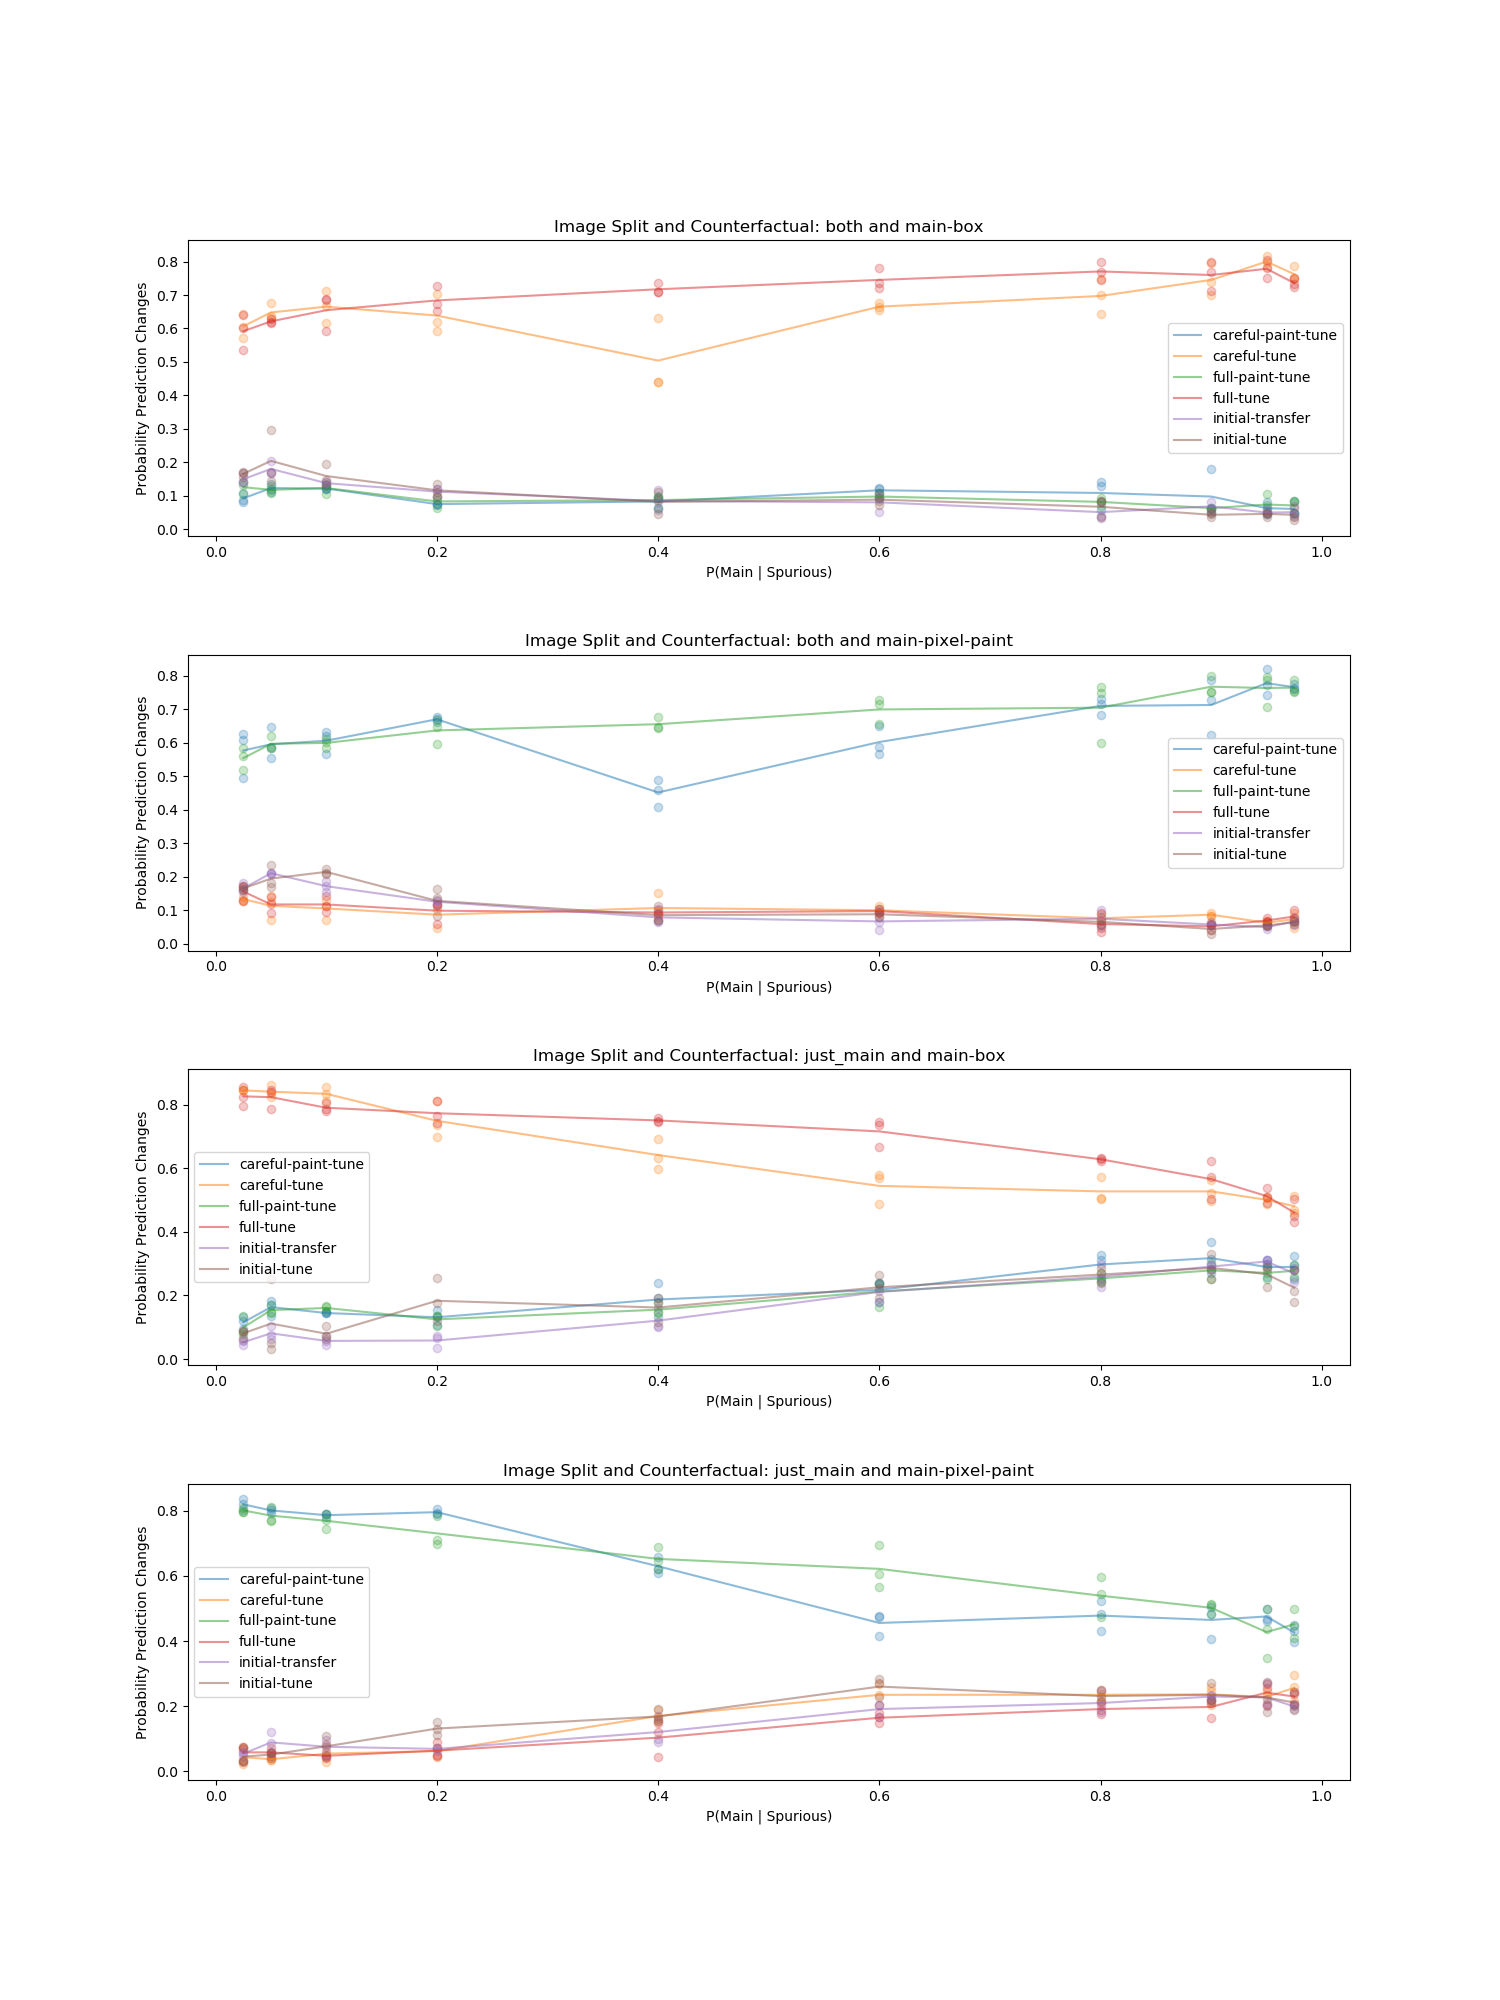 Image Split and Counterfactual: both and main-box
Probability Prediction Changes
0.8
0.7
0.6
0.5
0.4
0.3
0.2
0.1
0.0
careful-paint-tune
careful-tune
full-paint-tune
full-tune
initial-transfer
initial-tune
0.0 0.2 0.4 0.6 0.8 1.0
P(Main | Spurious)
Image Split and Counterfactual: both and main-pixel-paint
Probability Prediction Changes
0.8
0.7
0.6
0.5
0.4
0.3
0.2
0.1
0.0
careful-paint-tune
careful-tune
full-paint-tune
full-tune
initial-transfer
initial-tune
0.0 0.2 0.4 0.6 0.8 1.0
P(Main | Spurious)
Image Split and Counterfactual: just_main and main-box
Probability Prediction Changes
0.8
0.6
0.4
0.2
0.0
careful-paint-tune
careful-tune
full-paint-tune
full-tune
initial-transfer
initial-tune
0.0 0.2 0.4 0.6 0.8 1.0
P(Main | Spurious)
Image Split and Counterfactual: just_main and main-pixel-paint
Probability Prediction Changes
0.8
0.6
0.4
0.2
0.0
careful-paint-tune
careful-tune
full-paint-tune
full-tune
initial-transfer
initial-tune
0.0 0.2 0.4 0.6 0.8 1.0
P(Main | Spurious)